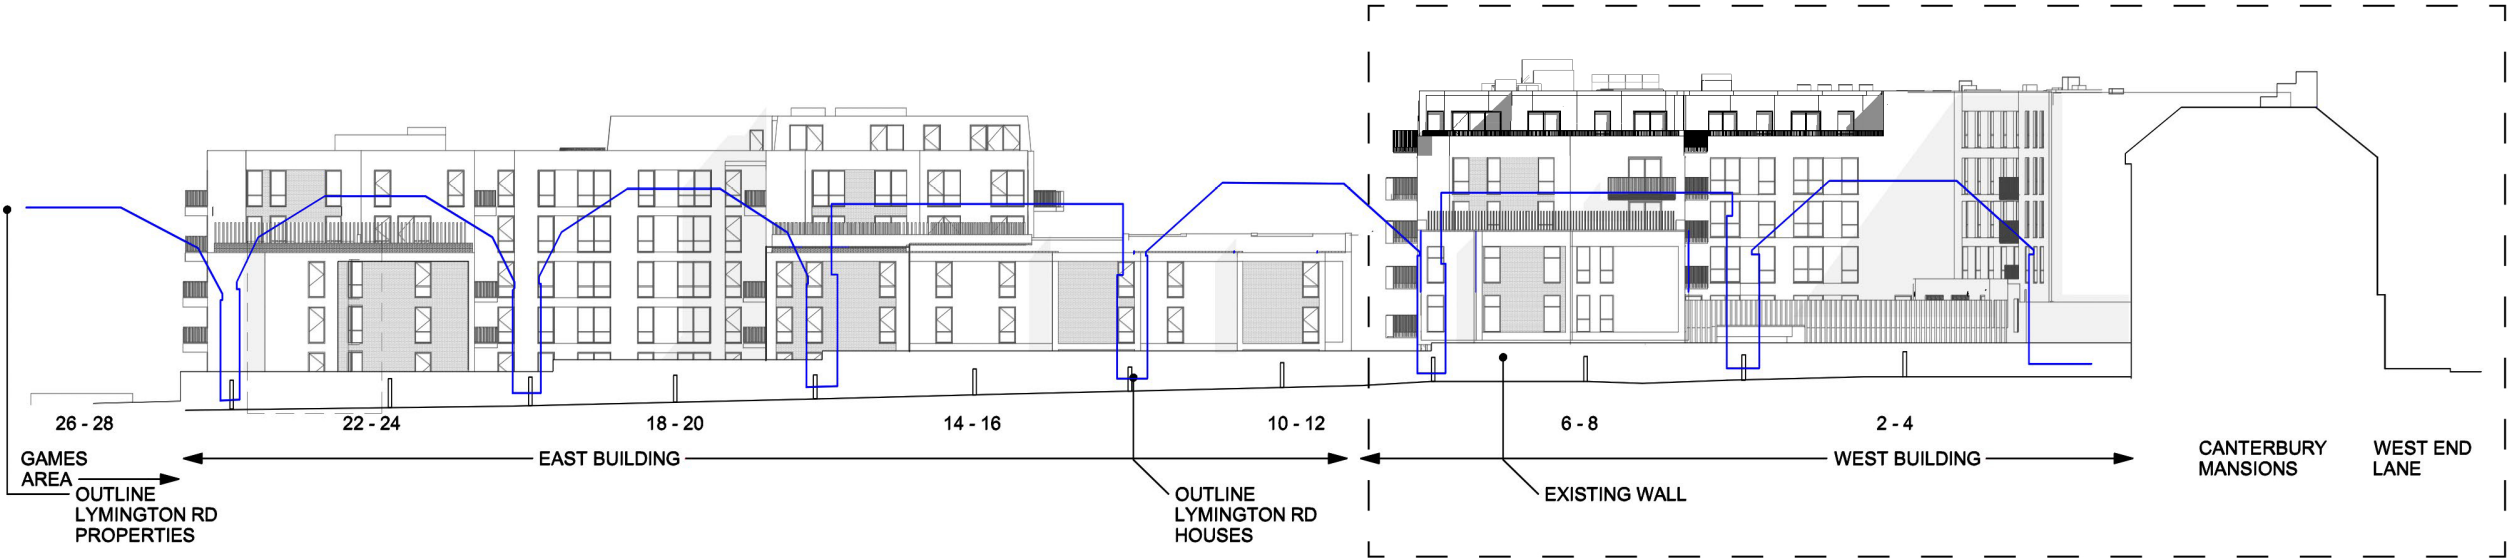 26 - 28
22 - 24
18 - 20
14 - 16
10 - 12
6 - 8
2 - 4
GAMES
AREA
EAST BUILDING
WEST BUILDING
CANTERBURY
MANSIONS
WEST END
LANE
OUTLINE
LYMINGTON RD
PROPERTIES
OUTLINE
LYMINGTON RD
HOUSES
EXISTING WALL